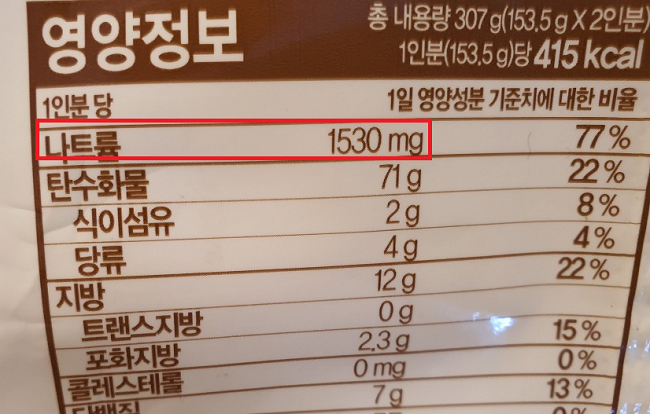 영양정보
총 내용량 307 g(153.5 g X 2인분)
1인분(153.5 g)당 415 kcal
1인분 당 1일 영양성분 기준치에 대한 비율
나트륨 1530 mg 77 %
탄수화물 71 g 22 %
식이섬유 2 g 8 %
당류 4 g 4 %
지방 12 g 22 %
트랜스지방 0 g
포화지방 2.3 g 15 %
콜레스테롤 0 mg 0 %
단백질 7 g 13 %